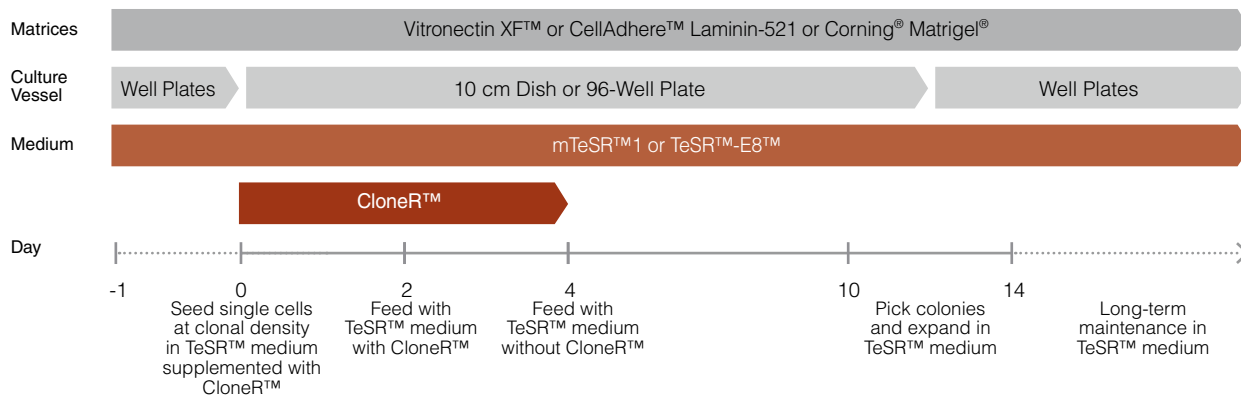 Matrices
Vitronectin XF™ or CellAdhere™ Laminin-521 or Corning® Matrigel®
Culture
Vessel
Well Plates
10 cm Dish or 96-Well Plate
Well Plates
Medium
mTeSR™1 or TeSR™-E8™
CloneR™
Day
-1
0
2
4
10
14
Seed single cells
at clonal density
in TeSR™ medium
supplemented with
CloneR™
Feed with
TeSR™ medium
with CloneR™
Feed with
TeSR™ medium
without CloneR™
Pick colonies
and expand in
TeSR™ medium
Long-term
maintenance in
TeSR™ medium